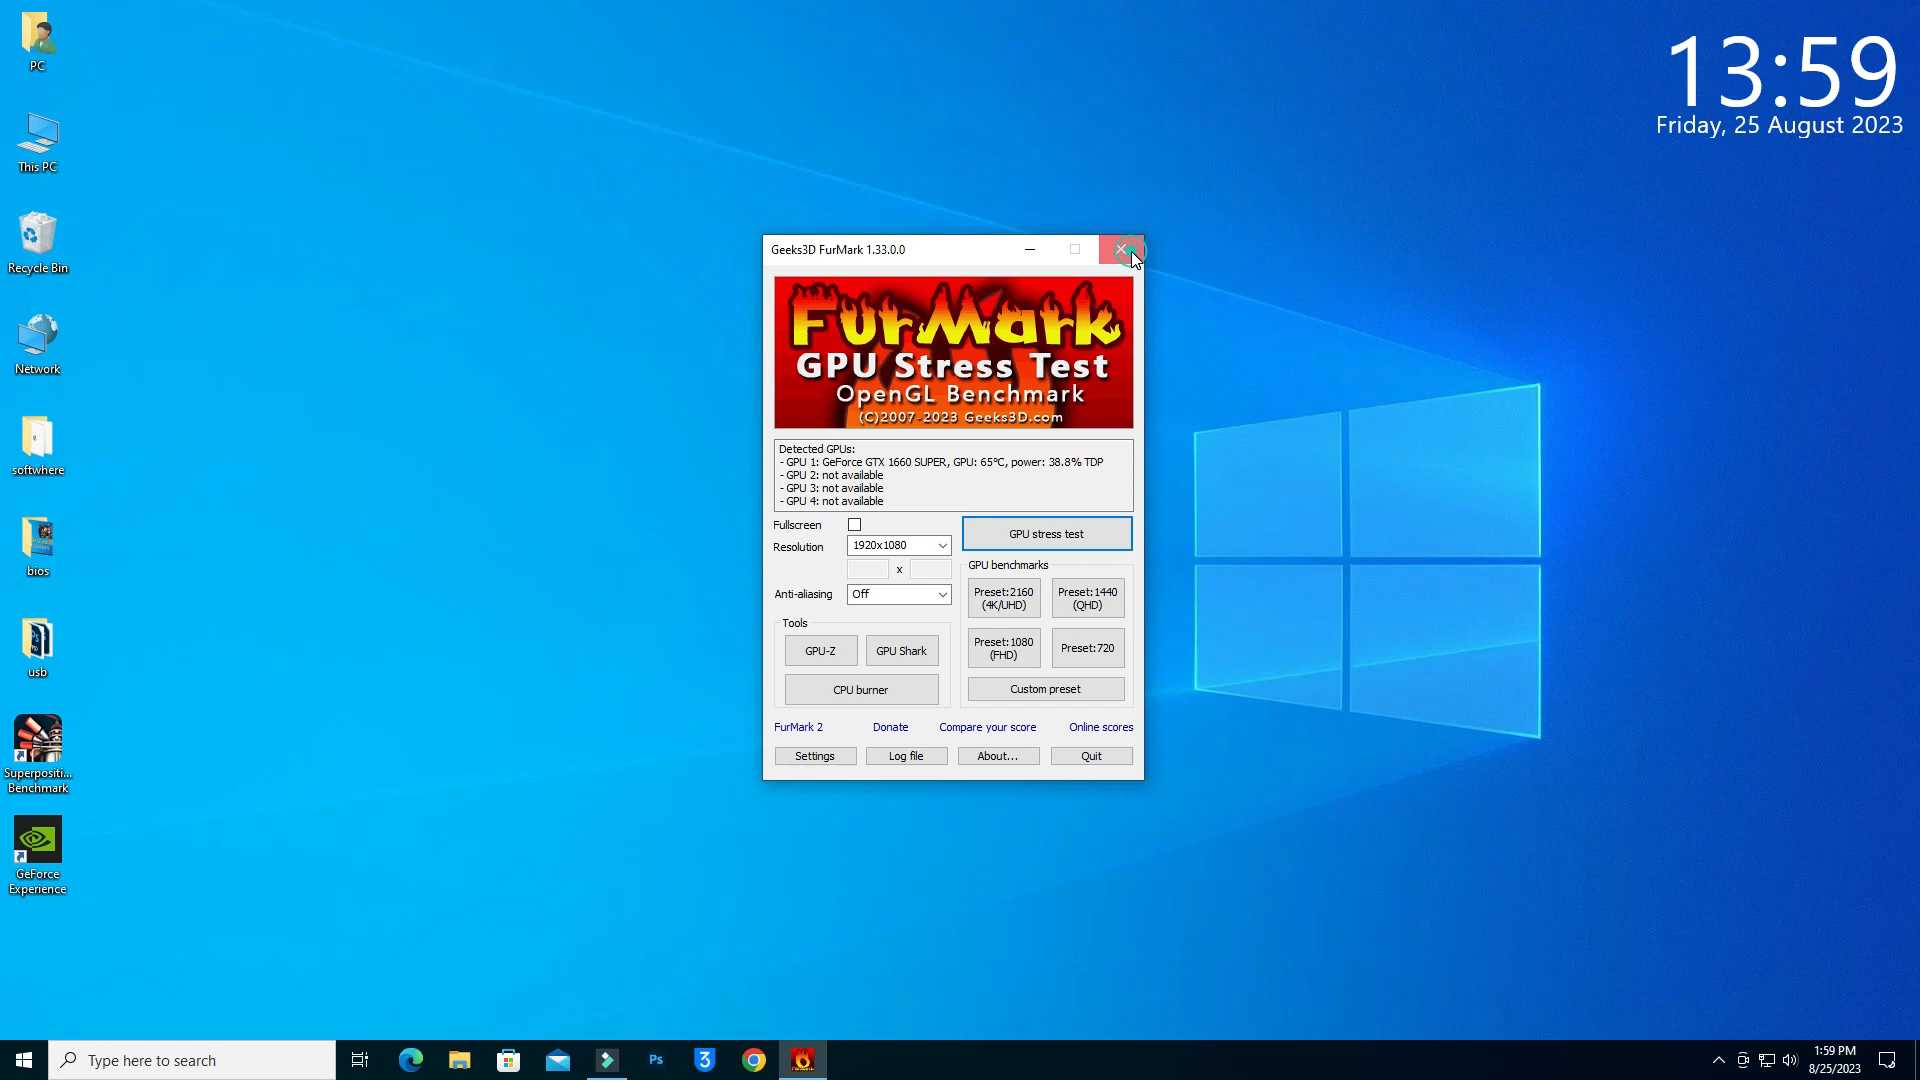 PC
This PC
Recycle Bin
Network
softwhere
bios
usb
Superpositi...
Benchmark
GeForce
Experience
13:59
Friday, 25 August 2023
Geeks3D FurMark 1.33.0.0
FurMark
GPU Stress Test
OpenGL Benchmark
(C)2007-2023 Geeks3D.com
Detected GPUs:
- GPU 1: GeForce GTX 1660 SUPER, GPU: 65°C, power: 38.8% TDP
- GPU 2: not available
- GPU 3: not available
- GPU 4: not available
Fullscreen
Resolution 1920x1080
x
Anti-aliasing Off
GPU stress test
GPU benchmarks
Preset:2160
(4K/UHD)
Preset:1440
(QHD)
Preset:1080
(FHD)
Preset:720
Custom preset
Tools
GPU-Z GPU Shark
CPU burner
FurMark 2 Donate Compare your score Online scores
Settings Log file About... Quit
Type here to search
Ps
3
1:59 PM
8/25/2023